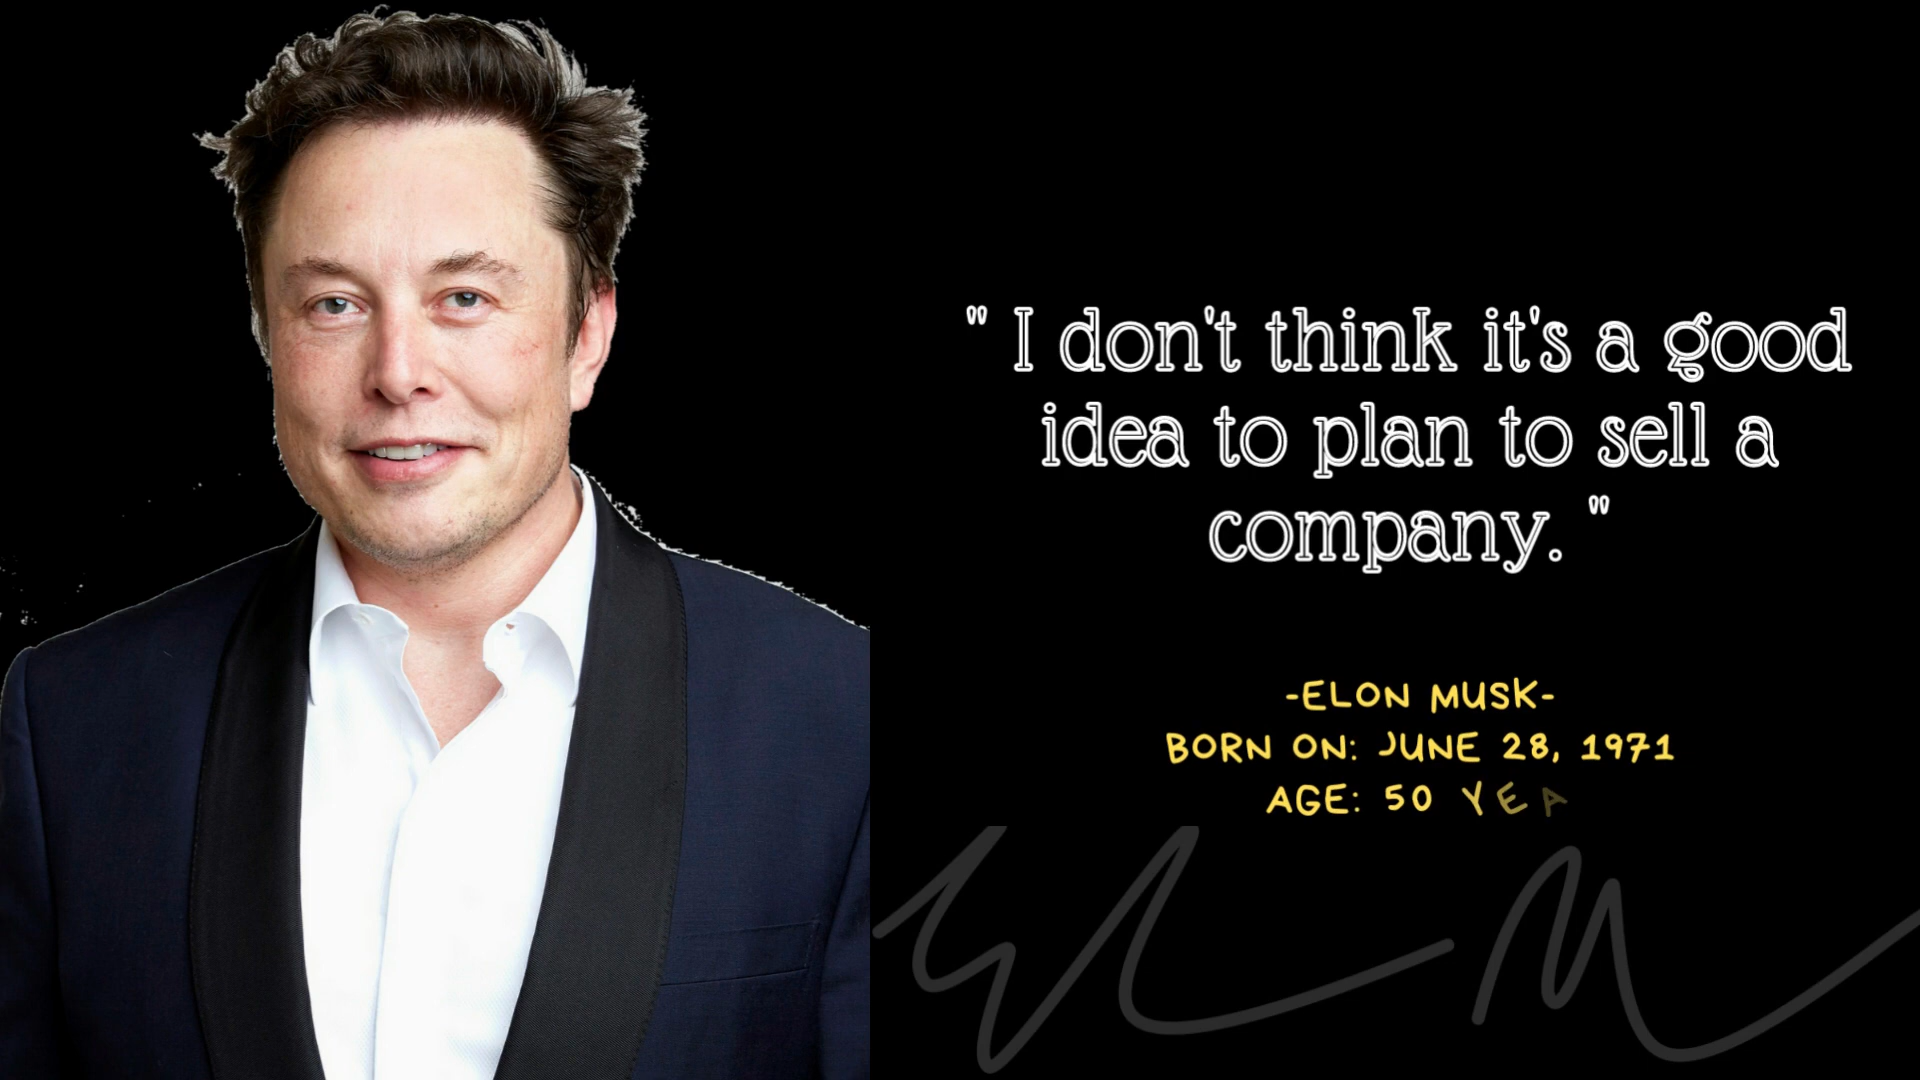 " I don't think it's a good
idea to plan to sell a
company. "
-ELON MUSK-
BORN ON: JUNE 28, 1971
AGE: 50 YEA